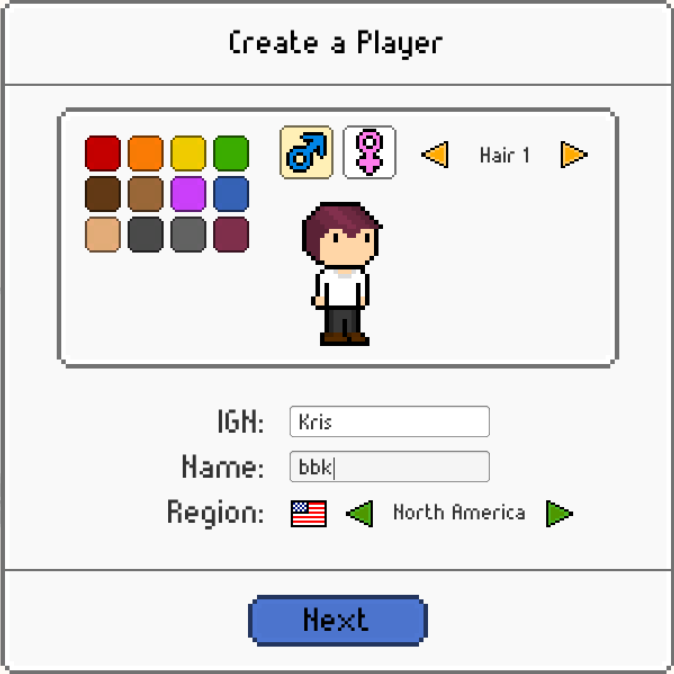 Create a Player
Hair 1
IGN: Kris
Name: bbk
Region: North America
Next